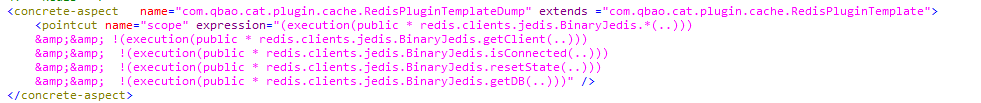 <concrete-aspect   name="com.qbao.cat.plugin.cache.RedisPluginTemplateDump" extends ="com.qbao.cat.plugin.cache.RedisPluginTemplate">
    <pointcut name="scope" expression="(execution(public * redis.clients.jedis.BinaryJedis.*(..)))
    &amp;&amp; !(execution(public * redis.clients.jedis.BinaryJedis.getClient(..)))
    &amp;&amp;  !(execution(public * redis.clients.jedis.BinaryJedis.isConnected(..)))
    &amp;&amp;  !(execution(public * redis.clients.jedis.BinaryJedis.resetState(..)))
    &amp;&amp;  !(execution(public * redis.clients.jedis.BinaryJedis.getDB(..)))" />
</concrete-aspect>